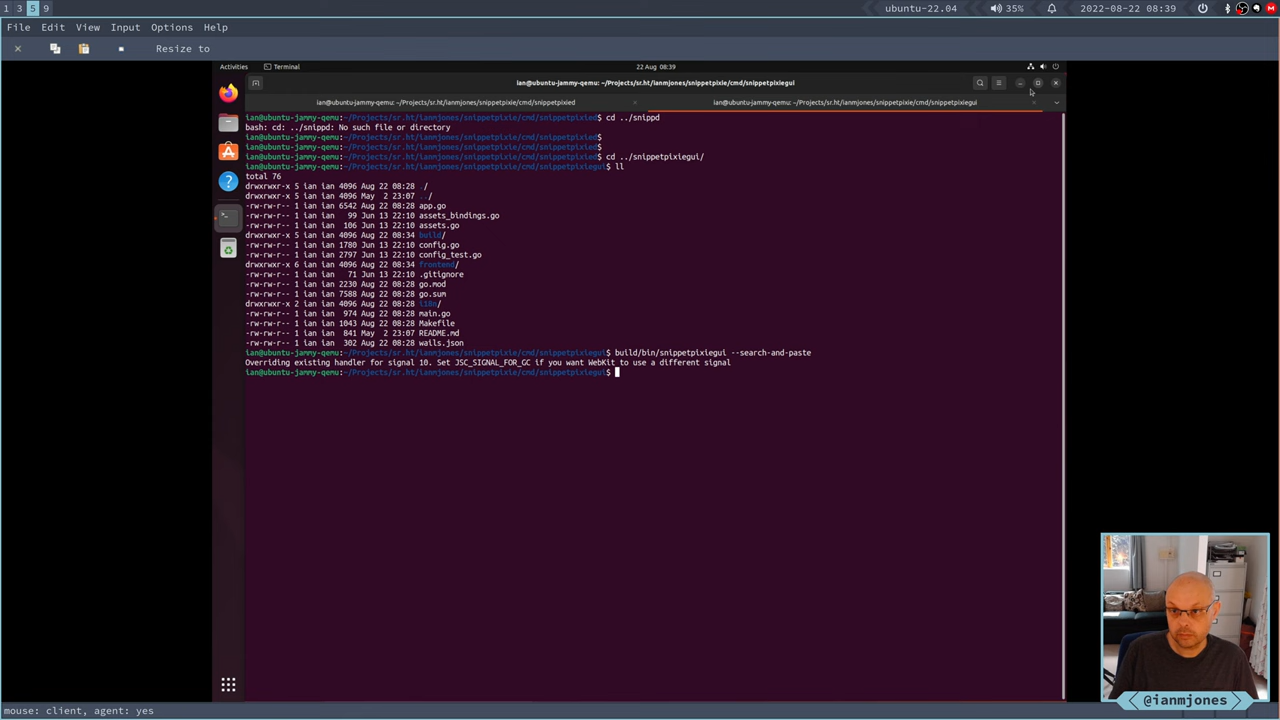 1 3 5 9
ubuntu-22.04 35% 2022-08-22 08:39
File Edit View Input Options Help
Resize to
Activities Terminal 22 Aug 08:39
ian@ubuntu-jammy-qemu: ~/Projects/sr.ht/ianmjones/snippetpixie/cmd/snippetpixiegui
ian@ubuntu-jammy-qemu: ~/Projects/sr.ht/ianmjones/snippetpixie/cmd/snippetpixied
ian@ubuntu-jammy-qemu: ~/Projects/sr.ht/ianmjones/snippetpixie/cmd/snippetpixiegui
ian@ubuntu-jammy-qemu:~/Projects/sr.ht/ianmjones/snippetpixie/cmd/snippetpixied$ cd ../snippd
bash: cd: ../snippd: No such file or directory
ian@ubuntu-jammy-qemu:~/Projects/sr.ht/ianmjones/snippetpixie/cmd/snippetpixied$
ian@ubuntu-jammy-qemu:~/Projects/sr.ht/ianmjones/snippetpixie/cmd/snippetpixied$
ian@ubuntu-jammy-qemu:~/Projects/sr.ht/ianmjones/snippetpixie/cmd/snippetpixied$ cd ../snippetpixiegui/
ian@ubuntu-jammy-qemu:~/Projects/sr.ht/ianmjones/snippetpixie/cmd/snippetpixiegui$ ll
total 76
drwxrwxr-x 5 ian ian 4096 Aug 22 08:28 ./
drwxrwxr-x 5 ian ian 4096 May 2 23:07 ../
-rw-rw-r-- 1 ian ian 6542 Aug 22 08:28 app.go
-rw-rw-r-- 1 ian ian 99 Jun 13 22:10 assets_bindings.go
-rw-rw-r-- 1 ian ian 106 Jun 13 22:10 assets.go
drwxrwxr-x 5 ian ian 4096 Aug 22 08:34 build/
-rw-rw-r-- 1 ian ian 1780 Jun 13 22:10 config.go
-rw-rw-r-- 1 ian ian 2797 Jun 13 22:10 config_test.go
drwxrwxr-x 6 ian ian 4096 Aug 22 08:34 frontend/
-rw-rw-r-- 1 ian ian 71 Jun 13 22:10 .gitignore
-rw-rw-r-- 1 ian ian 2230 Aug 22 08:28 go.mod
-rw-rw-r-- 1 ian ian 7588 Aug 22 08:28 go.sum
drwxrwxr-x 2 ian ian 4096 Aug 22 08:28 i18n/
-rw-rw-r-- 1 ian ian 974 Aug 22 08:28 main.go
-rw-rw-r-- 1 ian ian 1043 Aug 22 08:28 Makefile
-rw-rw-r-- 1 ian ian 841 May 2 23:07 README.md
-rw-rw-r-- 1 ian ian 302 Aug 22 08:28 wails.json
ian@ubuntu-jammy-qemu:~/Projects/sr.ht/ianmjones/snippetpixie/cmd/snippetpixiegui$ build/bin/snippetpixiegui --search-and-paste
Overriding existing handler for signal 10. Set JSC_SIGNAL_FOR_GC if you want WebKit to use a different signal
ian@ubuntu-jammy-qemu:~/Projects/sr.ht/ianmjones/snippetpixie/cmd/snippetpixiegui$
@ianmjones
mouse: client, agent: yes